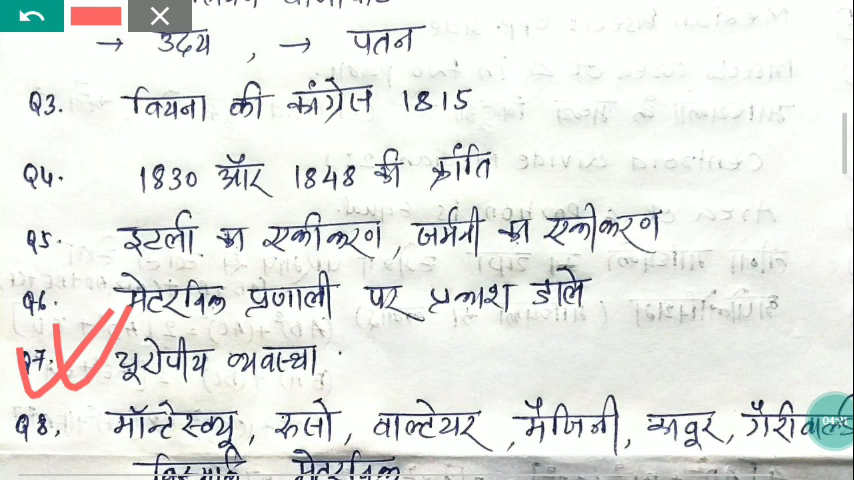 → उदय, → पतन
Q3. वियना की कांग्रेस 1815
Q4. 1830 और 1848 की क्रांति
Q5. इटली का एकीकरण, जर्मनी का एकीकरण
Q6. मेटरनिक प्रणाली पर प्रकाश डाले
Q7. यूरोपीय व्यवस्था
Q8. मॉन्टेस्क्यू, रूसो, वाल्टेयर, मैजिनी, कावूर, गैरीवाल्डी
मेटरनिक